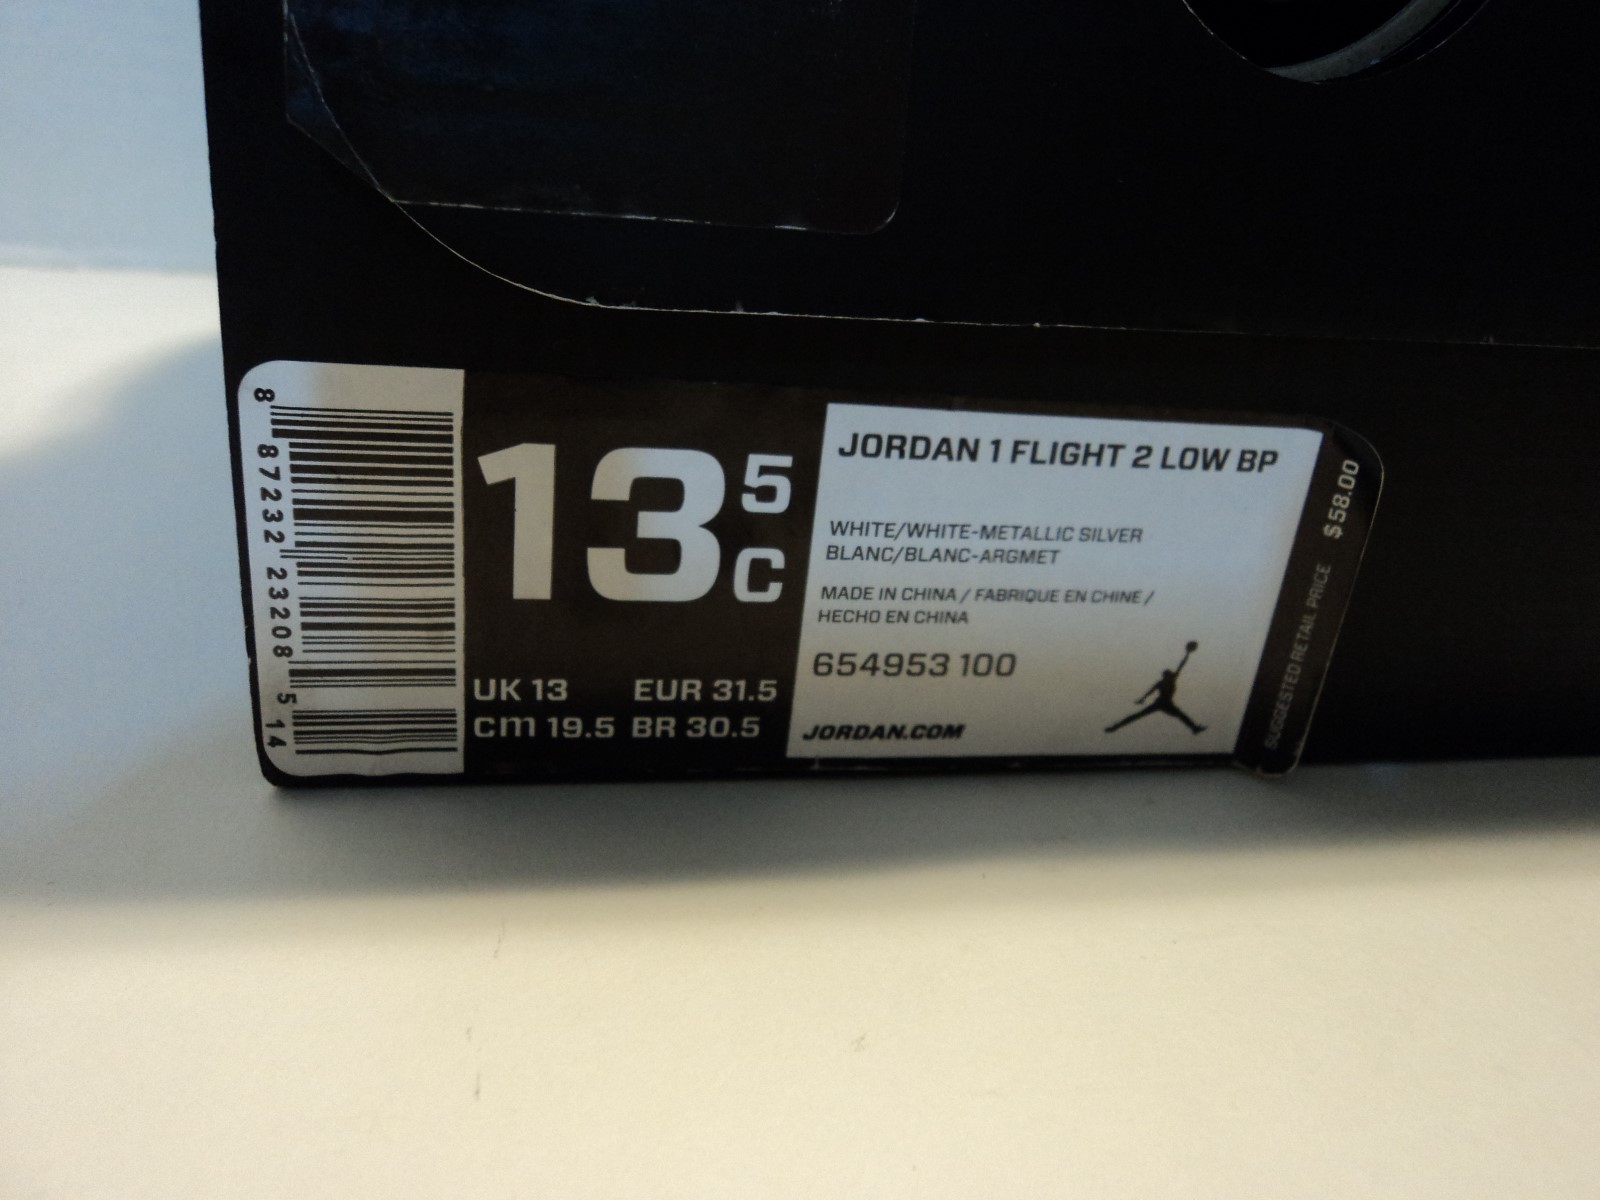 8 87232 23208 5 14
13 5 C
UK 13 EUR 31.5
cm 19.5 BR 30.5
JORDAN 1 FLIGHT 2 LOW BP
WHITE/WHITE-METALLIC SILVER
BLANC/BLANC-ARGMET
MADE IN CHINA / FABRIQUE EN CHINE /
HECHO EN CHINA
654953 100
JORDAN.COM
SUGGESTED RETAIL PRICE $58.00